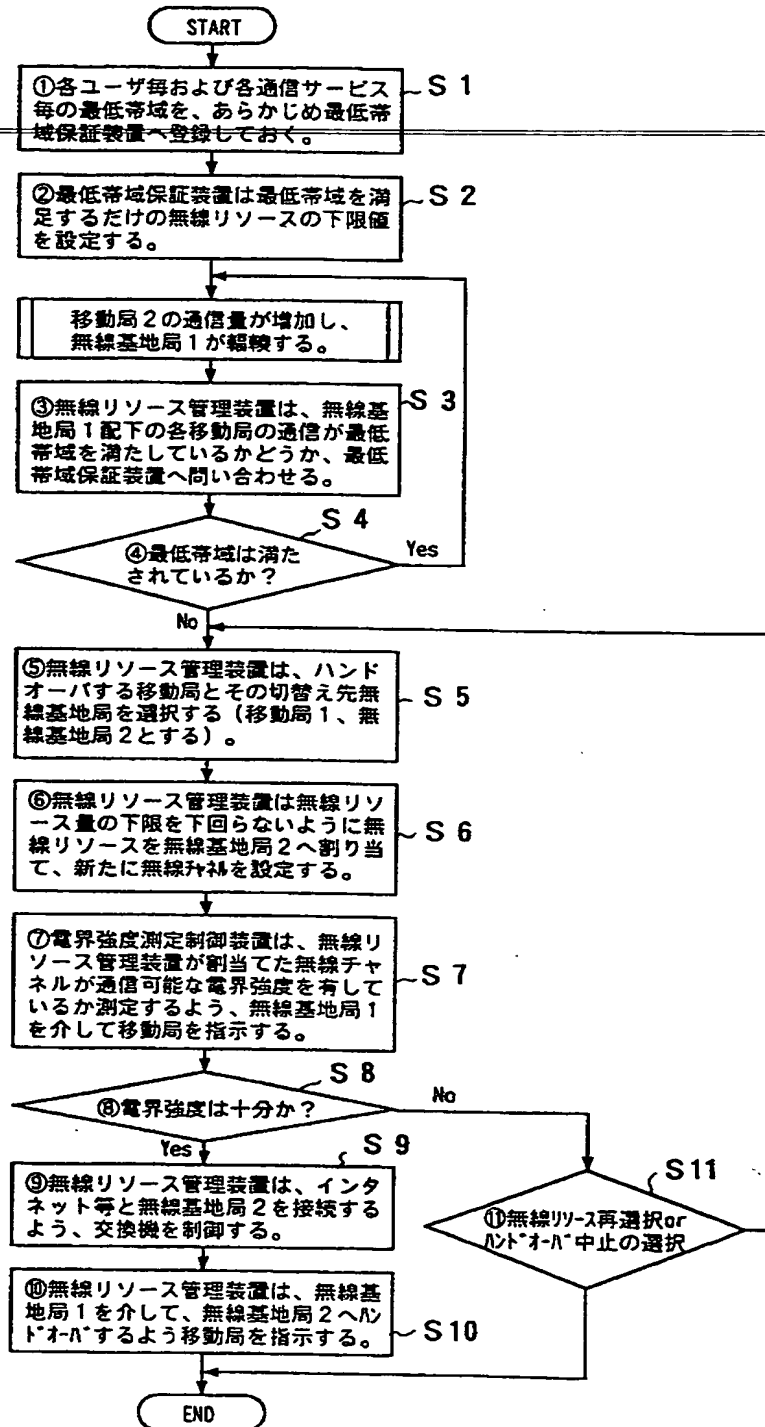 START
①各ユーザ毎および各通信サービス
毎の最低帯域を、あらかじめ最低帯
域保証装置へ登録しておく。
S1
②最低帯域保証装置は最低帯域を満
足するだけの無線リソースの下限値
を設定する。
S2
移動局2の通信量が増加し、
無線基地局1が輻輳する。
③無線リソース管理装置は、無線基
地局1配下の各移動局の通信が最低
帯域を満たしているかどうか、最低
帯域保証装置へ問い合わせる。
S3
S4
④最低帯域は満た
されているか?
Yes
No
⑤無線リソース管理装置は、ハンド
オーバする移動局とその切替え先無
線基地局を選択する(移動局1、無
線基地局2とする)。
S5
⑥無線リソース管理装置は無線リソ
ース量の下限を下回らないように無
線リソースを無線基地局2へ割り当
て、新たに無線ﾁｬﾈﾙを設定する。
S6
⑦電界強度測定制御装置は、無線リ
ソース管理装置が割当てた無線チャ
ネルが通信可能な電界強度を有して
いるか測定するよう、無線基地局1
を介して移動局を指示する。
S7
S8
⑧電界強度は十分か?
No
Yes
S9
⑨無線リソース管理装置は、インタ
ネット等と無線基地局2を接続する
よう、交換機を制御する。
S11
⑪無線ﾘｿｰｽ再選択or
ﾊﾝﾄﾞｵｰﾊﾞ中止の選択
⑩無線リソース管理装置は、無線基
地局1を介して、無線基地局2へﾊﾝ
ﾄﾞｵｰﾊﾞするよう移動局を指示する。
S10
END